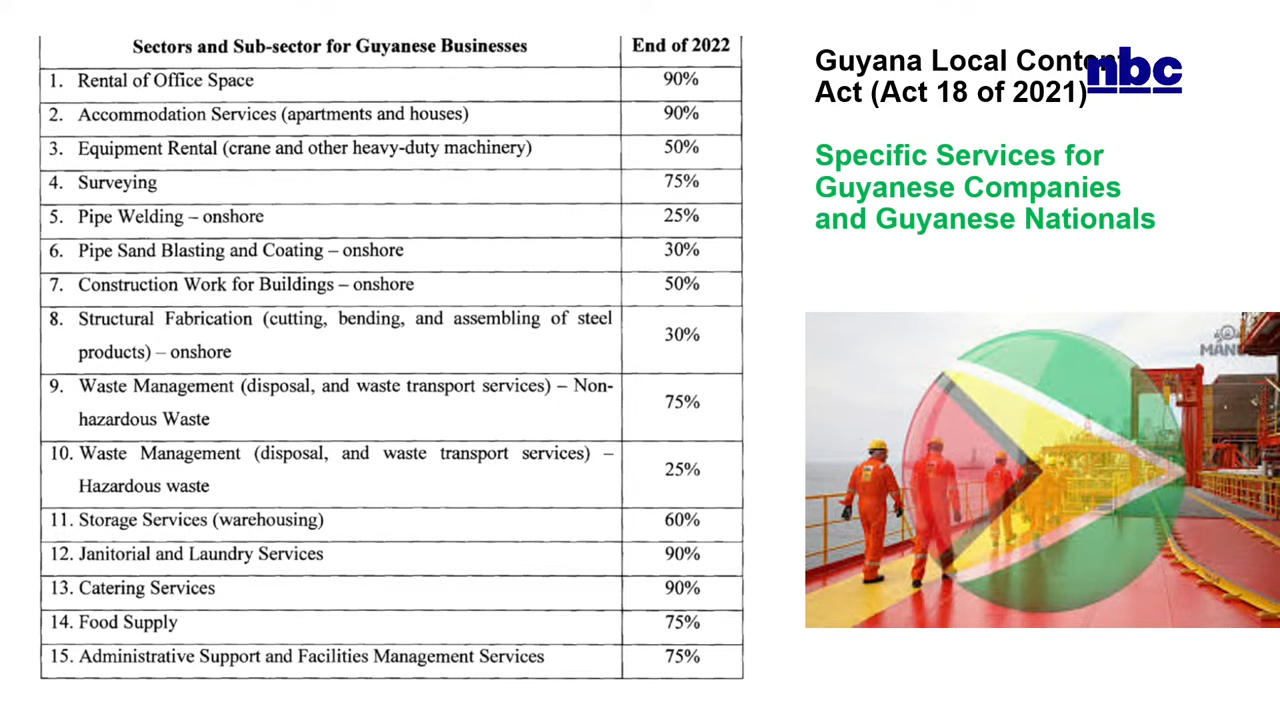 Sectors and Sub-sector for Guyanese Businesses End of 2022
1. Rental of Office Space 90%
2. Accommodation Services (apartments and houses) 90%
3. Equipment Rental (crane and other heavy-duty machinery) 50%
4. Surveying 75%
5. Pipe Welding – onshore 25%
6. Pipe Sand Blasting and Coating – onshore 30%
7. Construction Work for Buildings – onshore 50%
8. Structural Fabrication (cutting, bending, and assembling of steel
products) – onshore 30%
9. Waste Management (disposal, and waste transport services) – Non-
hazardous Waste 75%
10. Waste Management (disposal, and waste transport services) –
Hazardous waste 25%
11. Storage Services (warehousing) 60%
12. Janitorial and Laundry Services 90%
13. Catering Services 90%
14. Food Supply 75%
15. Administrative Support and Facilities Management Services 75%
Guyana Local Content
Act (Act 18 of 2021)
nbc
Specific Services for
Guyanese Companies
and Guyanese Nationals